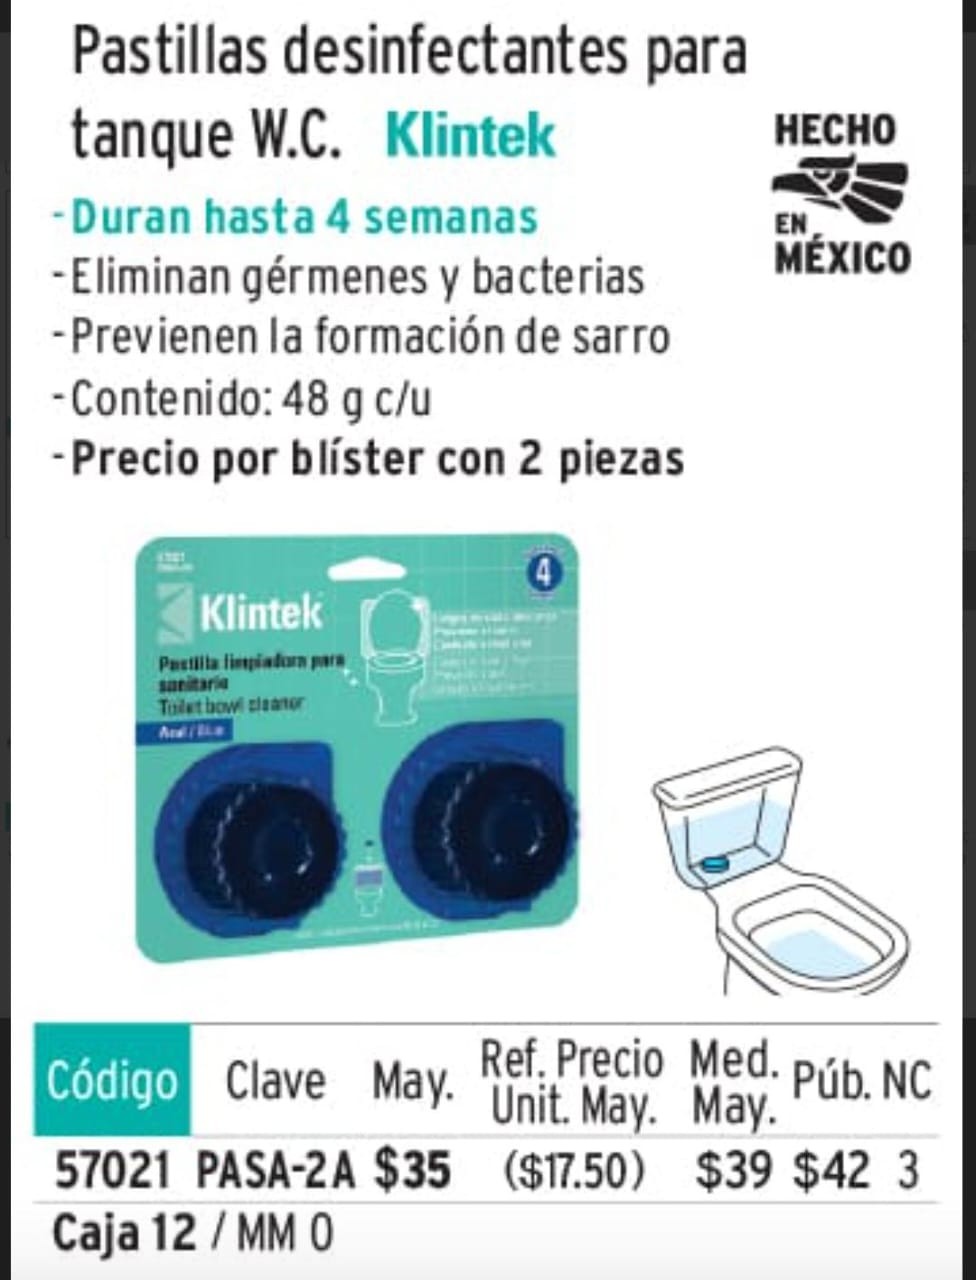 Pastillas desinfectantes para
tanque W.C. Klintek
HECHO
EN
MÉXICO
-Duran hasta 4 semanas
-Eliminan gérmenes y bacterias
-Previenen la formación de sarro
-Contenido: 48 g c/u
-Precio por blíster con 2 piezas
4
Klintek
Pastilla limpiadora para
sanitario
Toilet bowl cleaner
Azul / Blue
Código Clave May. Ref. Precio Unit. May. Med. May. Púb. NC
57021 PASA-2A $35 ($17.50) $39 $42 3
Caja 12 / MM 0